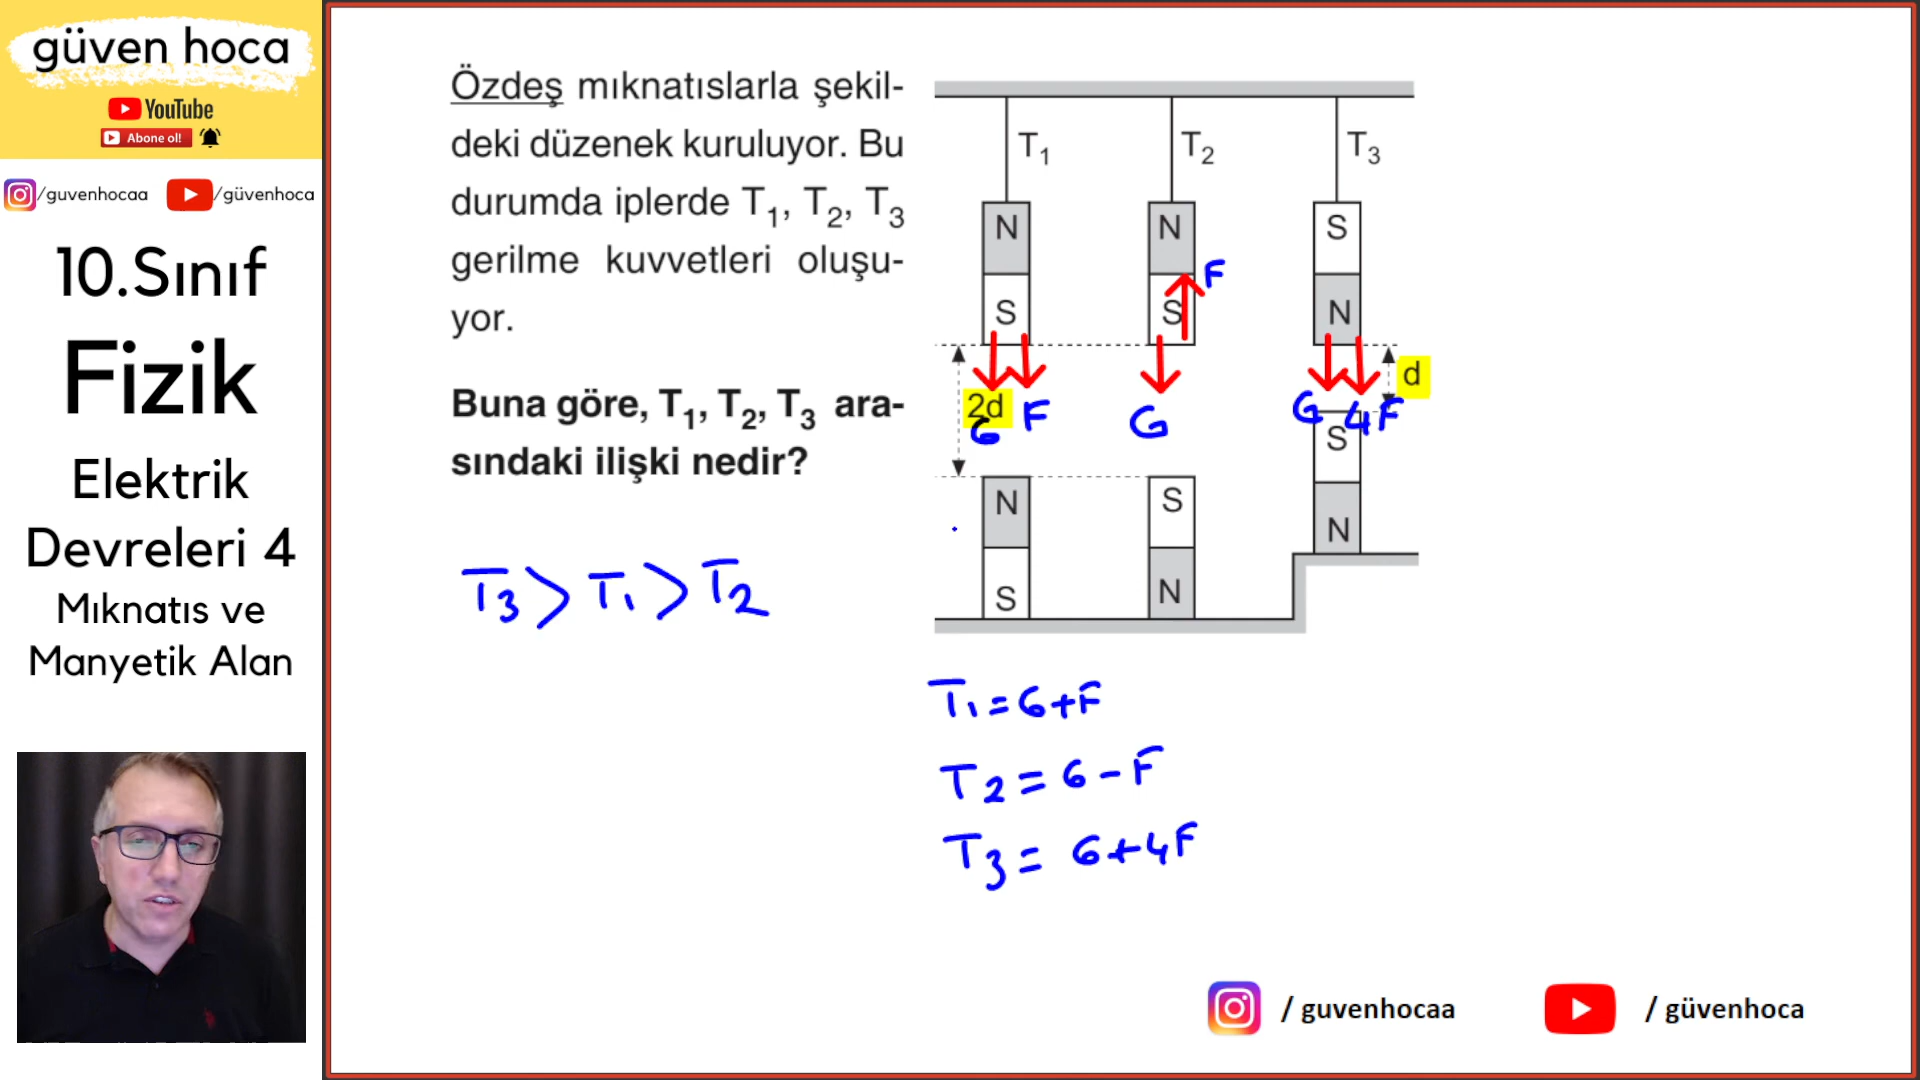 güven hoca
YouTube
Abone ol!
/guvenhocaa
/güvenhoca
10.Sınıf
Fizik
Elektrik
Devreleri 4
Mıknatıs ve
Manyetik Alan
Özdeş mıknatıslarla şekil-
deki düzenek kuruluyor. Bu
durumda iplerde T1, T2, T3
gerilme kuvvetleri oluşu-
yor.
Buna göre, T1, T2, T3 ara-
sındaki ilişki nedir?
T3 > T1 > T2
T1
T2
T3
N
N
S
F
S
S
N
d
2d
G
F
G
G
4F
N
S
S
S
N
N
T1 = G+F
T2 = G-F
T3 = G+4F
/ guvenhocaa
/ güvenhoca